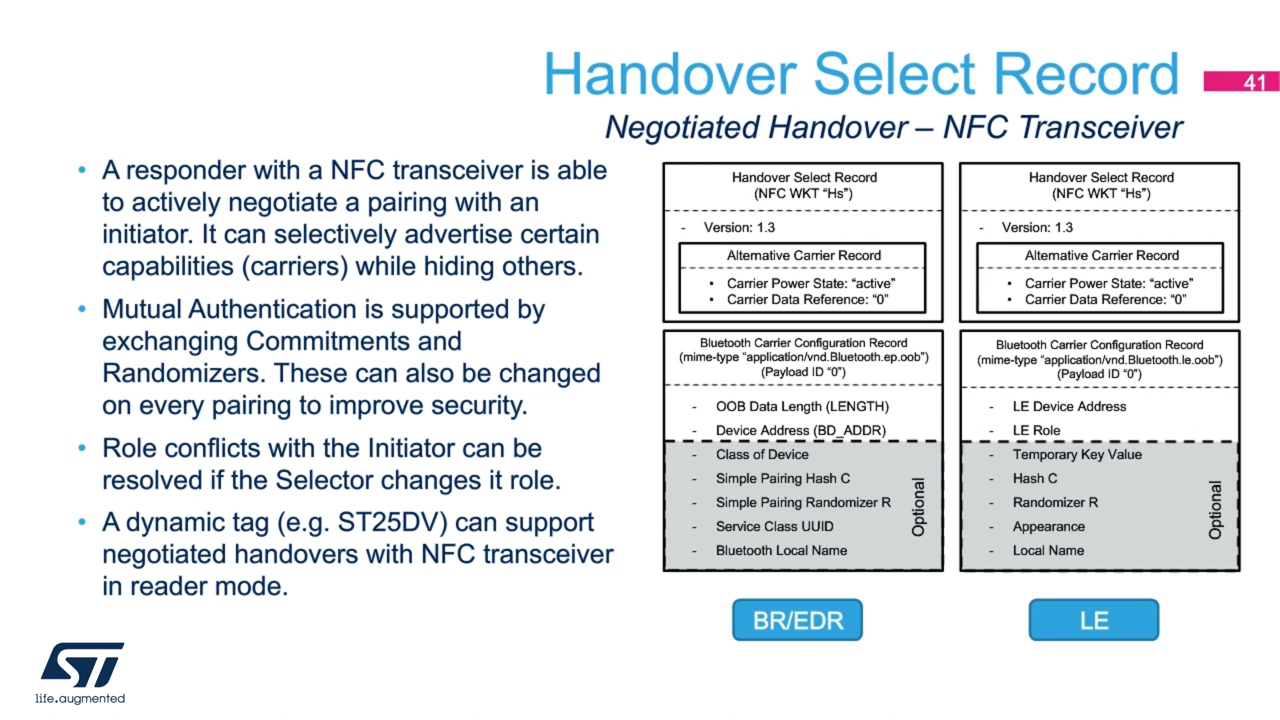 Handover Select Record
41
Negotiated Handover – NFC Transceiver
• A responder with a NFC transceiver is able
to actively negotiate a pairing with an
initiator. It can selectively advertise certain
capabilities (carriers) while hiding others.
• Mutual Authentication is supported by
exchanging Commitments and
Randomizers. These can also be changed
on every pairing to improve security.
• Role conflicts with the Initiator can be
resolved if the Selector changes it role.
• A dynamic tag (e.g. ST25DV) can support
negotiated handovers with NFC transceiver
in reader mode.
Handover Select Record
(NFC WKT “Hs”)
- Version: 1.3
Alternative Carrier Record
• Carrier Power State: “active”
• Carrier Data Reference: “0”
Bluetooth Carrier Configuration Record
(mime-type “application/vnd.Bluetooth.ep.oob”)
(Payload ID “0”)
- OOB Data Length (LENGTH)
- Device Address (BD_ADDR)
- Class of Device
- Simple Pairing Hash C
- Simple Pairing Randomizer R
- Service Class UUID
- Bluetooth Local Name
Optional
BR/EDR
Handover Select Record
(NFC WKT “Hs”)
- Version: 1.3
Alternative Carrier Record
• Carrier Power State: “active”
• Carrier Data Reference: “0”
Bluetooth Carrier Configuration Record
(mime-type “application/vnd.Bluetooth.le.oob”)
(Payload ID “0”)
- LE Device Address
- LE Role
- Temporary Key Value
- Hash C
- Randomizer R
- Appearance
- Local Name
Optional
LE
ST
life.augmented